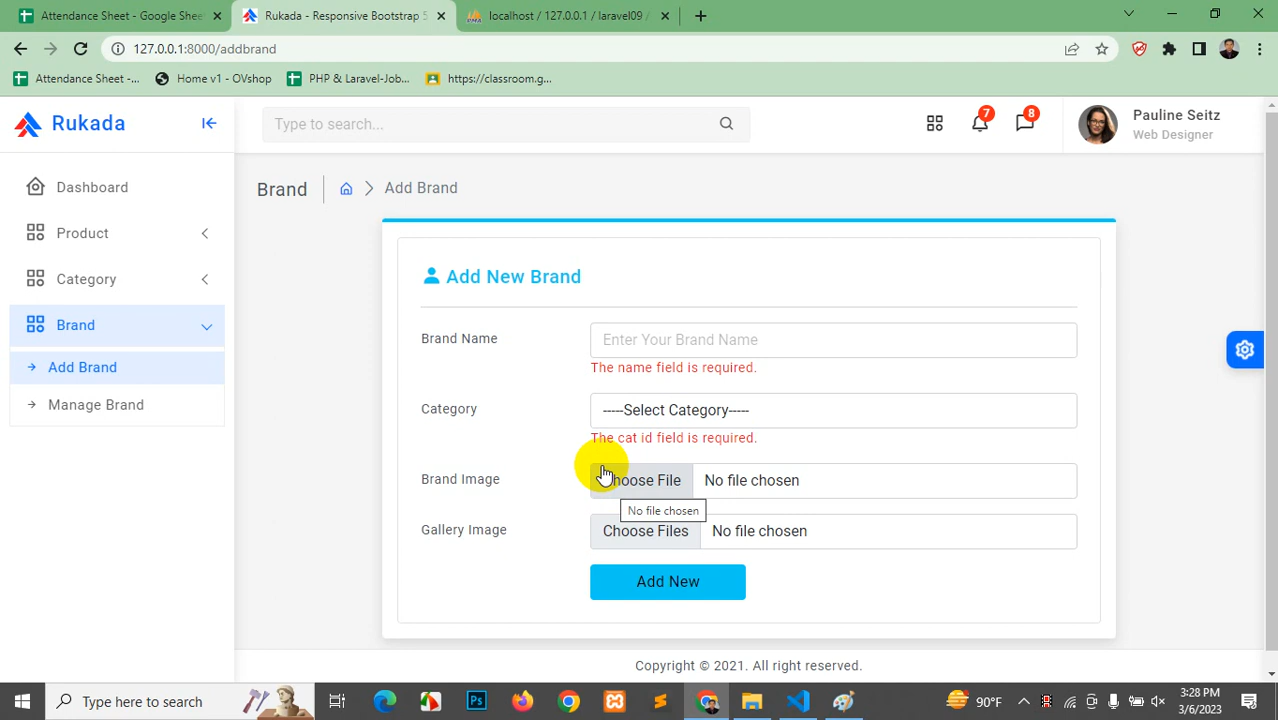 Attendance Sheet - Google Shee
Rukada - Responsive Bootstrap 5
localhost / 127.0.0.1 / laravel09 /
127.0.0.1:8000/addbrand
Attendance Sheet -...
Home v1 - OVshop
PHP & Laravel-Job...
https://classroom.g...
Rukada
Type to search...
7
8
Pauline Seitz
Web Designer
Dashboard
Product
Category
Brand
Add Brand
Manage Brand
Brand
Add Brand
Add New Brand
Brand Name
Enter Your Brand Name
The name field is required.
Category
-----Select Category-----
The cat id field is required.
Brand Image
Choose File
No file chosen
No file chosen
Gallery Image
Choose Files
No file chosen
Add New
Copyright © 2021. All right reserved.
Type here to search
Ps
90°F
3:28 PM
3/6/2023